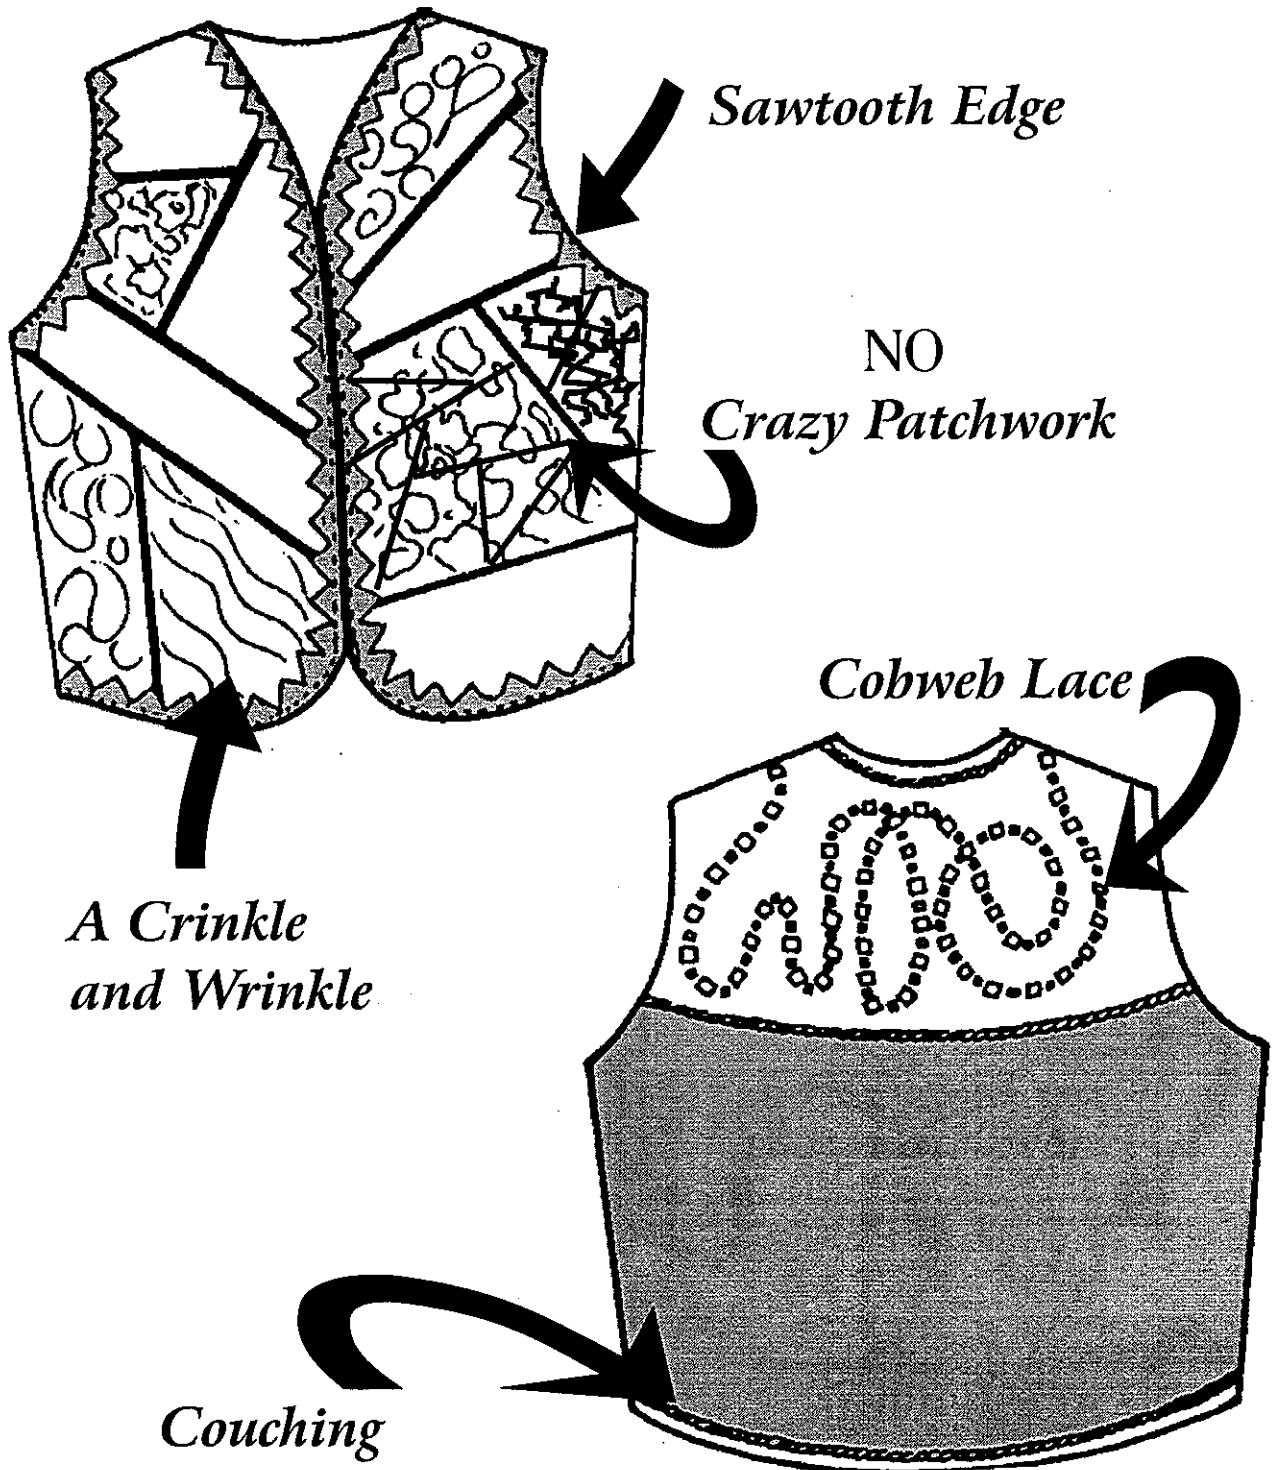 Sawtooth Edge
NO
Crazy Patchwork
Cobweb Lace
A Crinkle
and Wrinkle
Couching